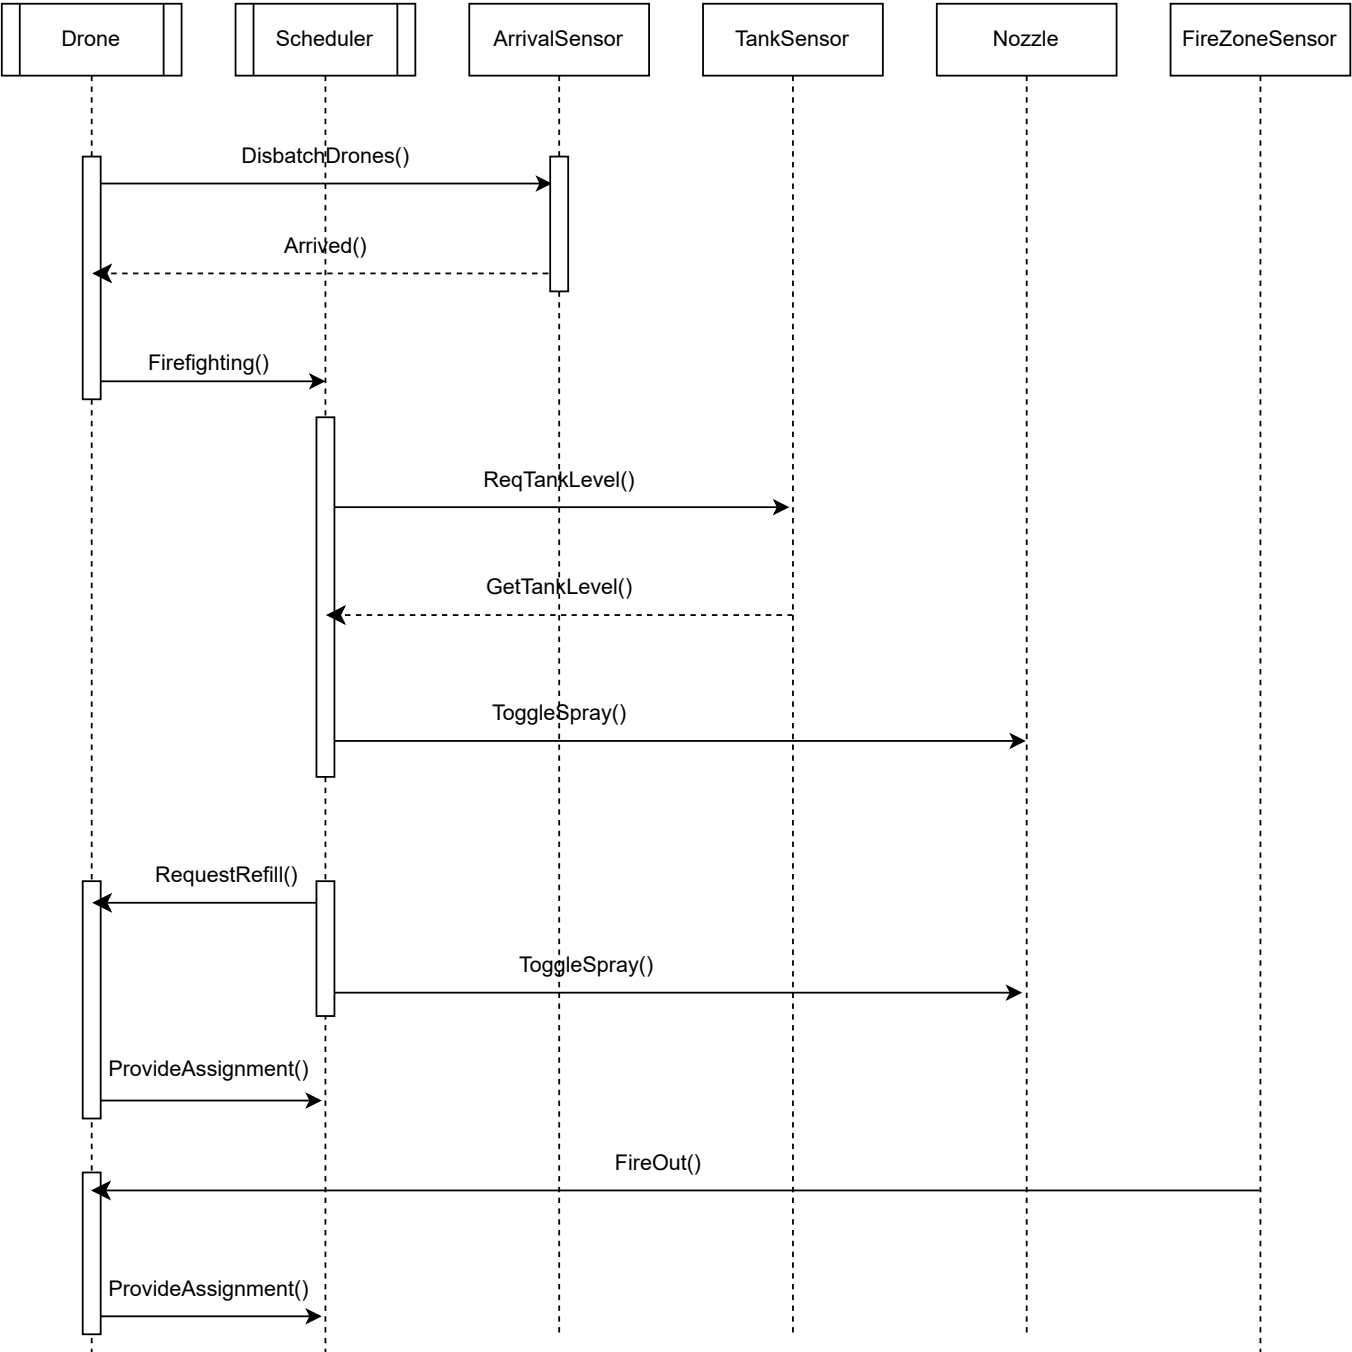 Drone
Scheduler
ArrivalSensor
TankSensor
Nozzle
FireZoneSensor
DisbatchDrones()
Arrived()
Firefighting()
ReqTankLevel()
GetTankLevel()
ToggleSpray()
RequestRefill()
ToggleSpray()
ProvideAssignment()
FireOut()
ProvideAssignment()